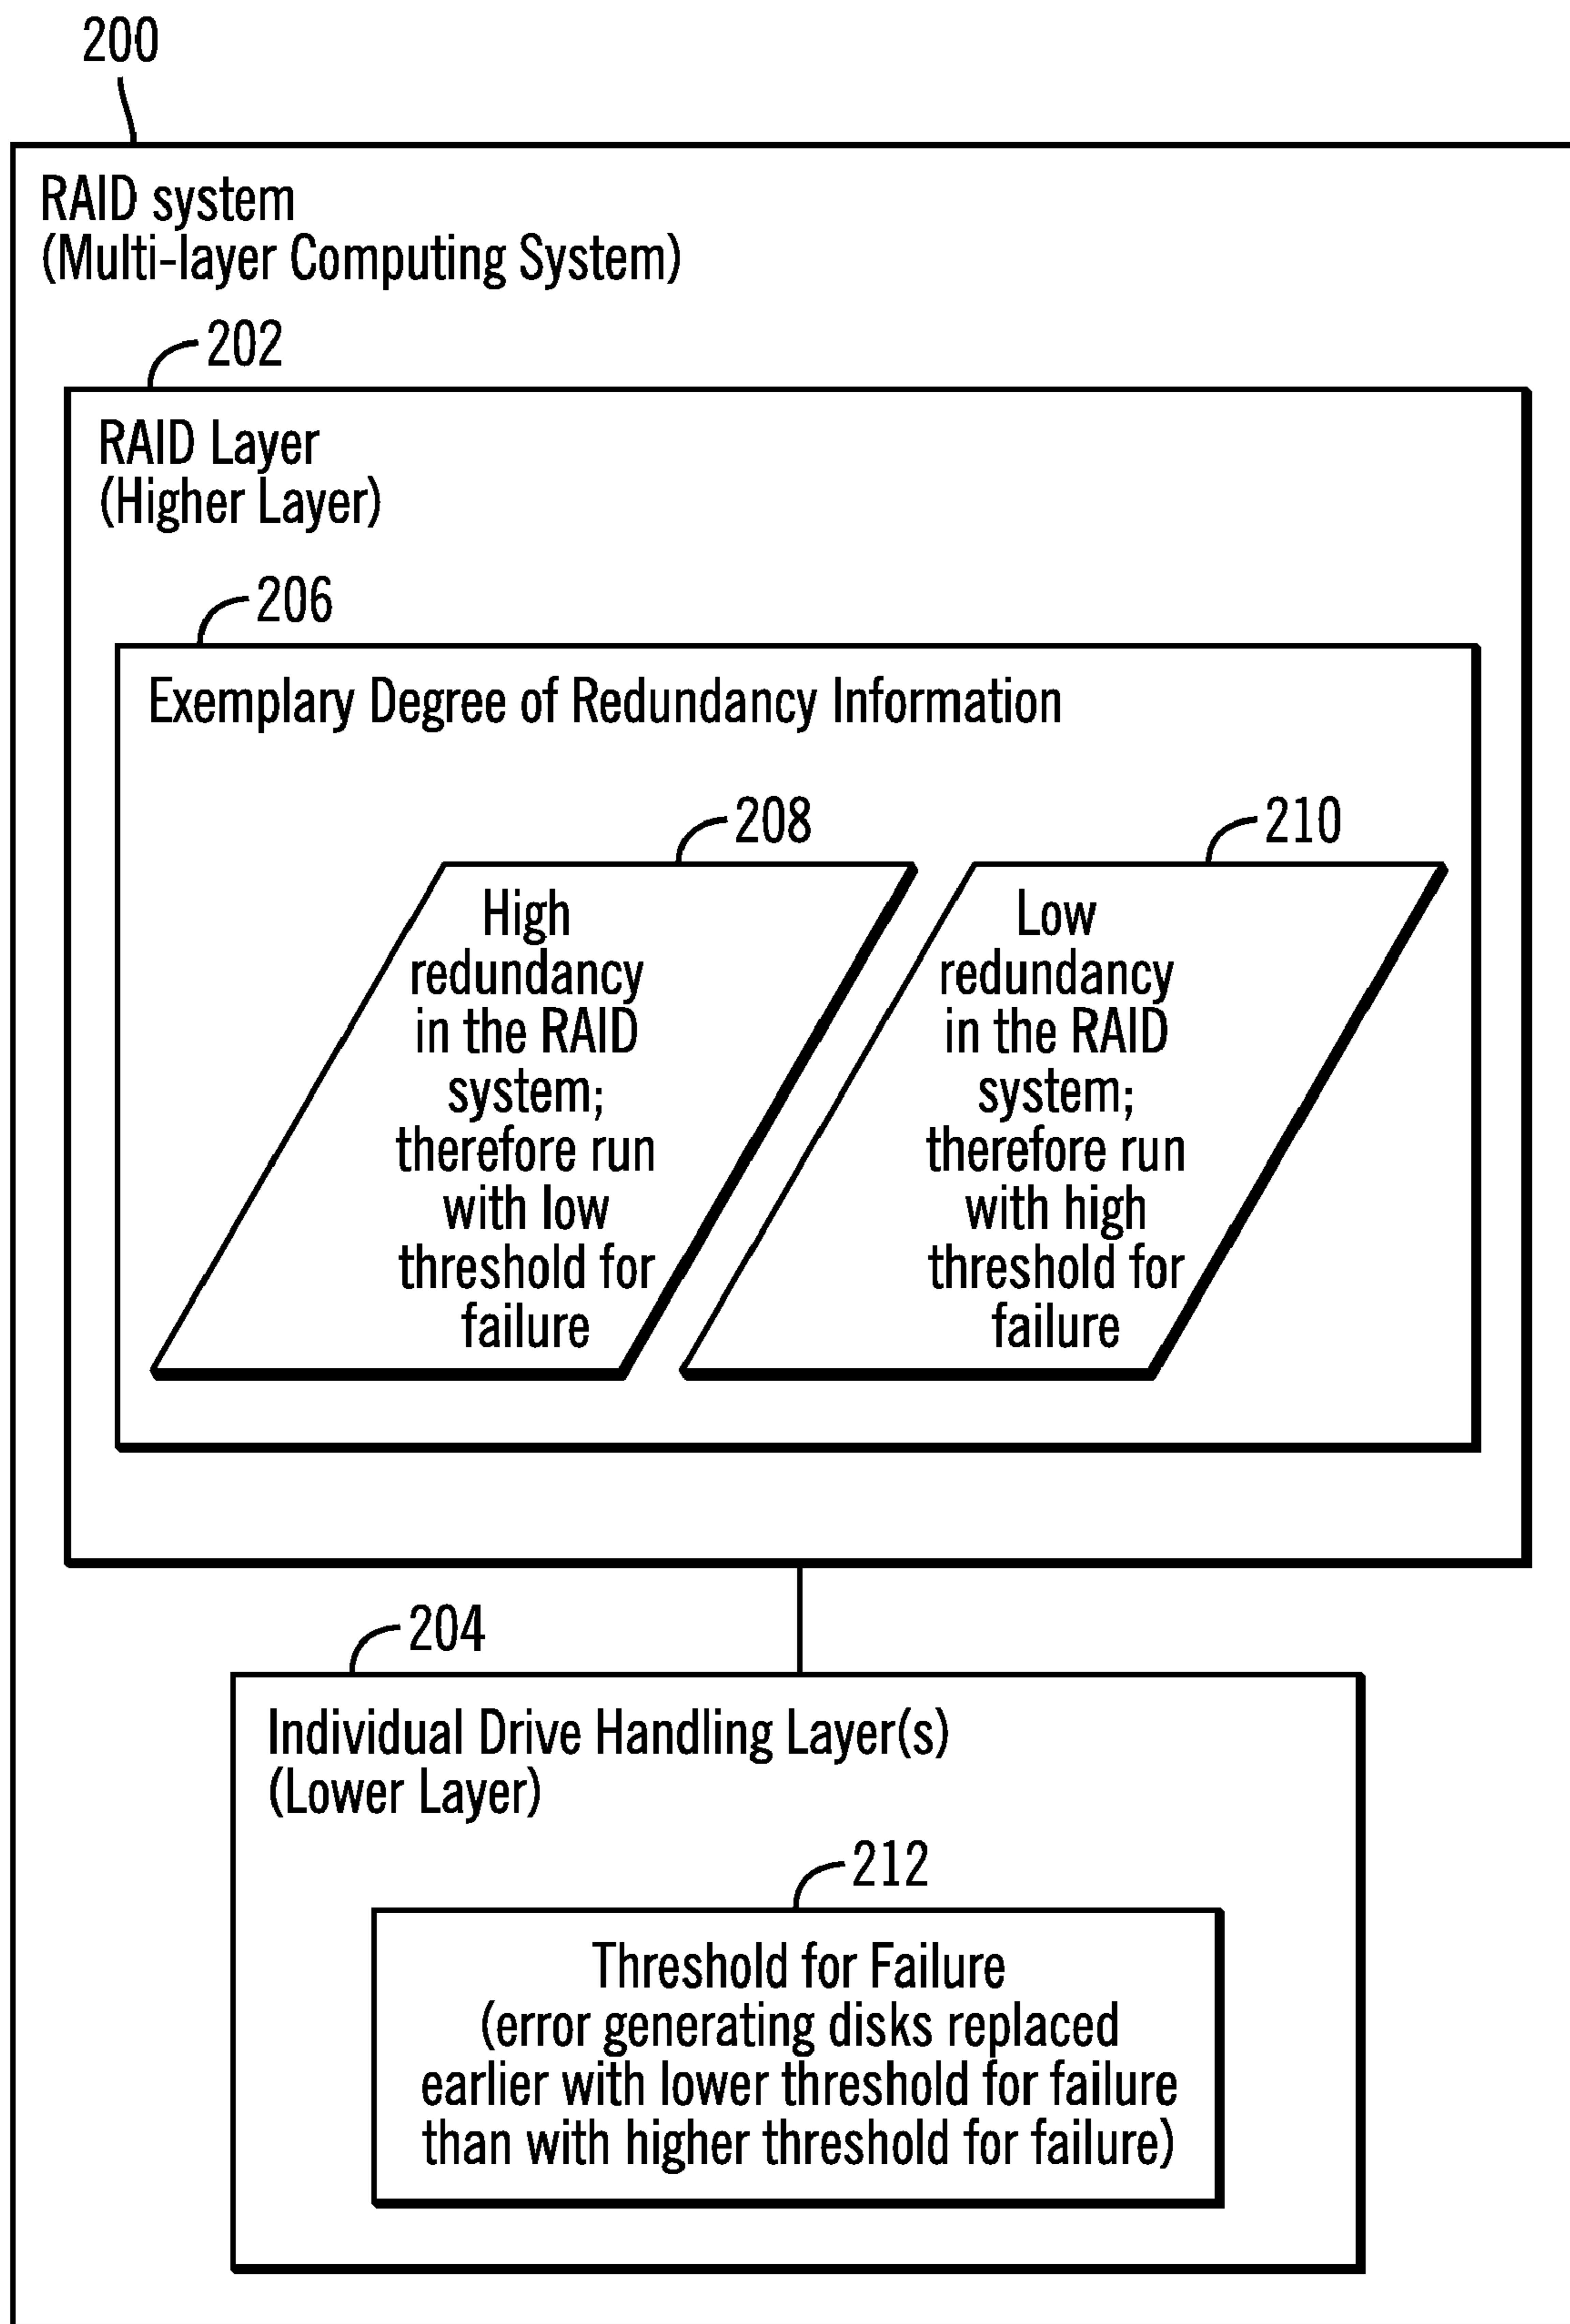 200
RAID system
(Multi-layer Computing System)
202
RAID Layer
(Higher Layer)
206
Exemplary Degree of Redundancy Information
208
High
redundancy
in the RAID
system;
therefore run
with low
threshold for
failure
210
Low
redundancy
in the RAID
system;
therefore run
with high
threshold for
failure
204
Individual Drive Handling Layer(s)
(Lower Layer)
212
Threshold for Failure
(error generating disks replaced
earlier with lower threshold for failure
than with higher threshold for failure)